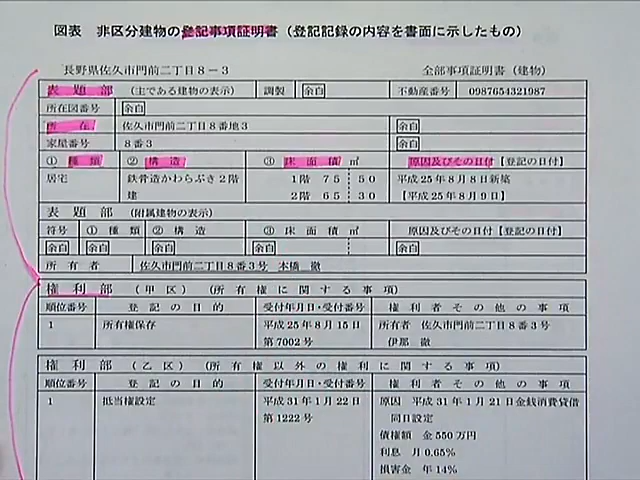 図表 非区分建物の登記事項証明書(登記記録の内容を書面に示したもの)
長野県佐久市門前二丁目8-3 全部事項証明書(建物)
表題部 (主である建物の表示) 調製 余白 不動産番号 0987654321987
所在図番号 余白
所在 佐久市門前二丁目8番地3 余白
家屋番号 8番3 余白
① 種類 ② 構造 ③ 床面積 ㎡ 原因及びその日付【登記の日付】
居宅 鉄骨造かわらぶき2階 1階 75 50 平成25年8月8日新築
建 2階 65 30 【平成25年8月9日】
表題部 (附属建物の表示)
符号 ①種類 ②構造 ③床面積 ㎡ 原因及びその日付【登記の日付】
余白 余白 余白 余白 余白
所有者 佐久市門前二丁目8番3号 本橋 徹
権利部 (甲区) (所有権に関する事項)
順位番号 登記の目的 受付年月日・受付番号 権利者その他の事項
1 所有権保存 平成25年8月15日 所有者 佐久市門前二丁目8番3号
第7002号 伊那 徹
権利部 (乙区) (所有権以外の権利に関する事項)
順位番号 登記の目的 受付年月日・受付番号 権利者その他の事項
1 抵当権設定 平成31年1月22日 原因 平成31年1月21日金銭消費貸借
第1222号 同日設定
債権額 金550万円
利息 月0.65%
損害金 年14%